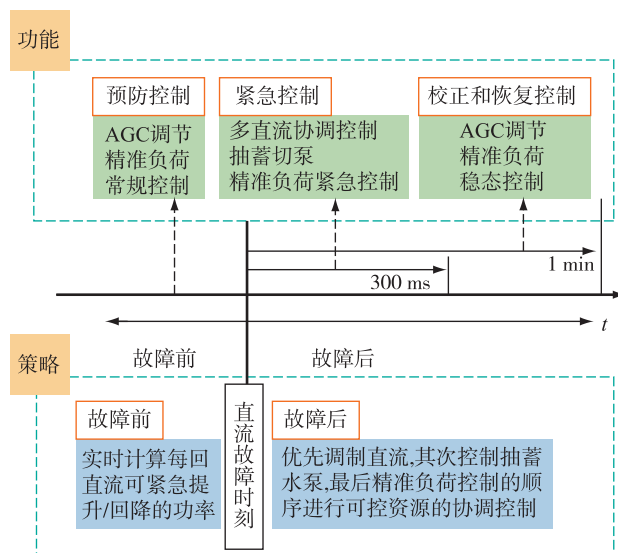 功能
预防控制
AGC调节
精准负荷
常规控制
紧急控制
多直流协调控制
抽蓄切泵
精准负荷紧急控制
校正和恢复控制
AGC调节
精准负荷
稳态控制
1 min
300 ms
t
策略
故障前
故障后
直流故障时刻
故障前
实时计算每回
直流可紧急提
升/回降的功率
故障后
优先调制直流,其次控制抽蓄
水泵,最后精准负荷控制的顺
序进行可控资源的协调控制